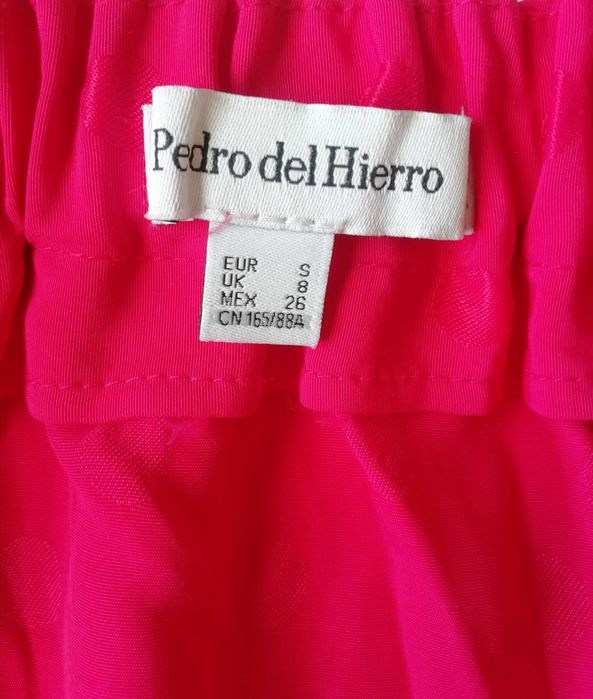 Pedro del Hierro
EUR S
UK 8
MEX 26
CN 165/88A